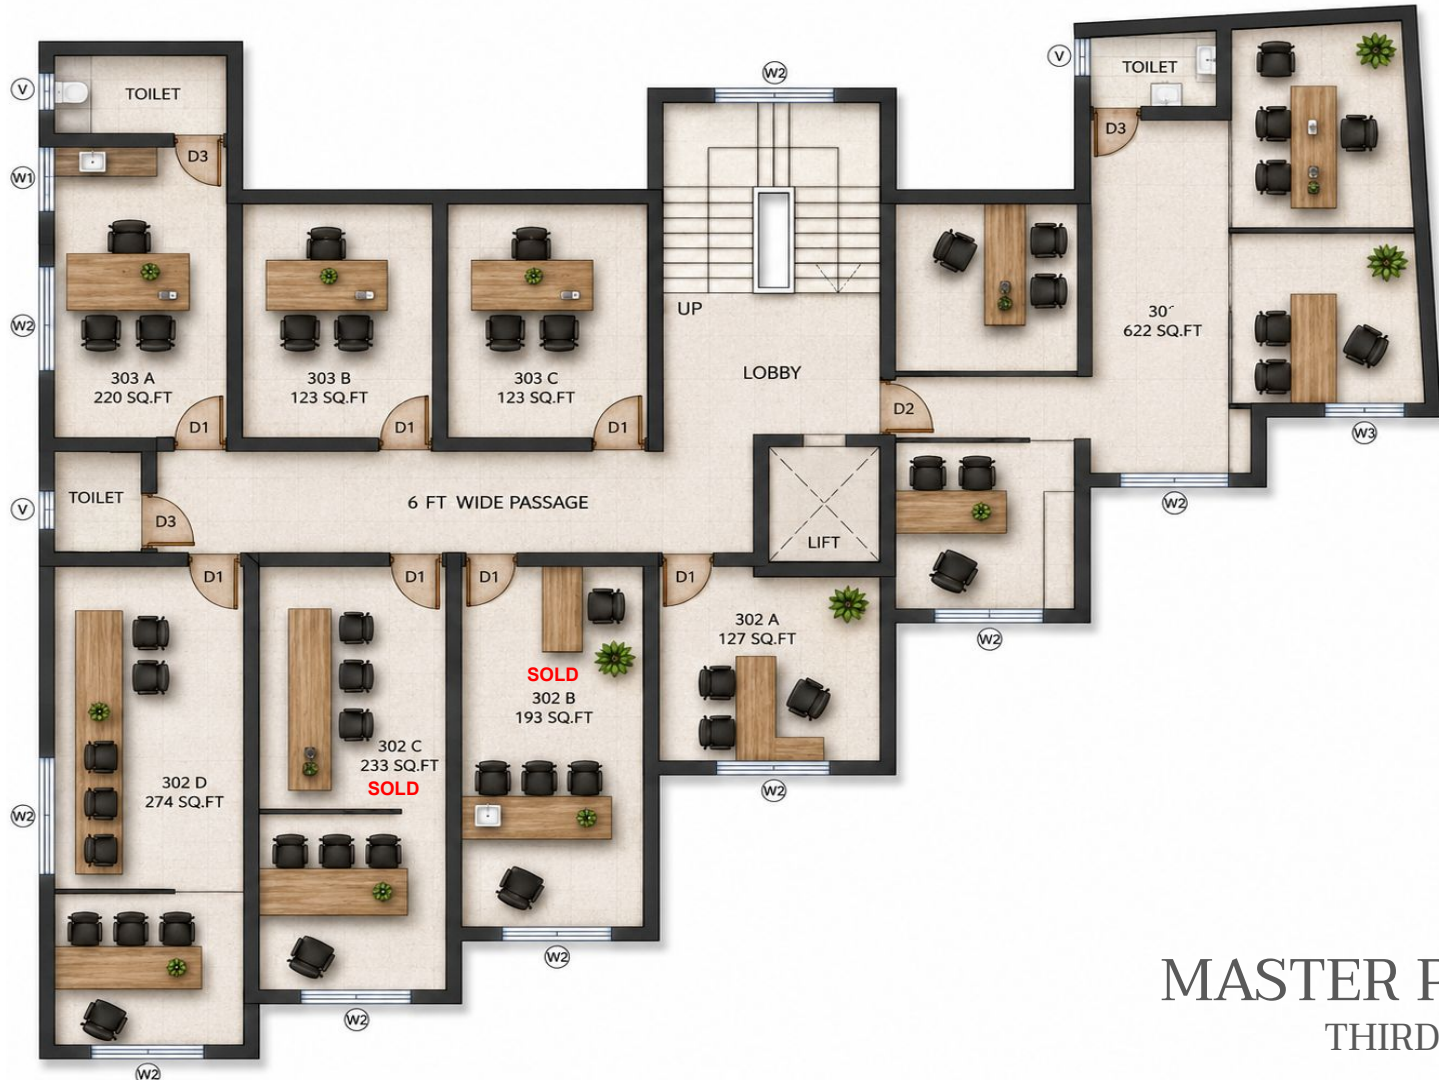 W2
V
TOILET
V
TOILET
D3
D3
W1
W2
UP
LOBBY
303 A
220 SQ.FT
303 B
123 SQ.FT
303 C
123 SQ.FT
622 SQ.FT
D1
D1
D1
D2
W3
V
TOILET
D3
6 FT WIDE PASSAGE
LIFT
W2
D1
D1
D1
D1
302 A
127 SQ.FT
W2
SOLD
302 B
193 SQ.FT
302 C
233 SQ.FT
SOLD
302 D
274 SQ.FT
W2
W2
W2
W2
W2
MASTER
THIRD